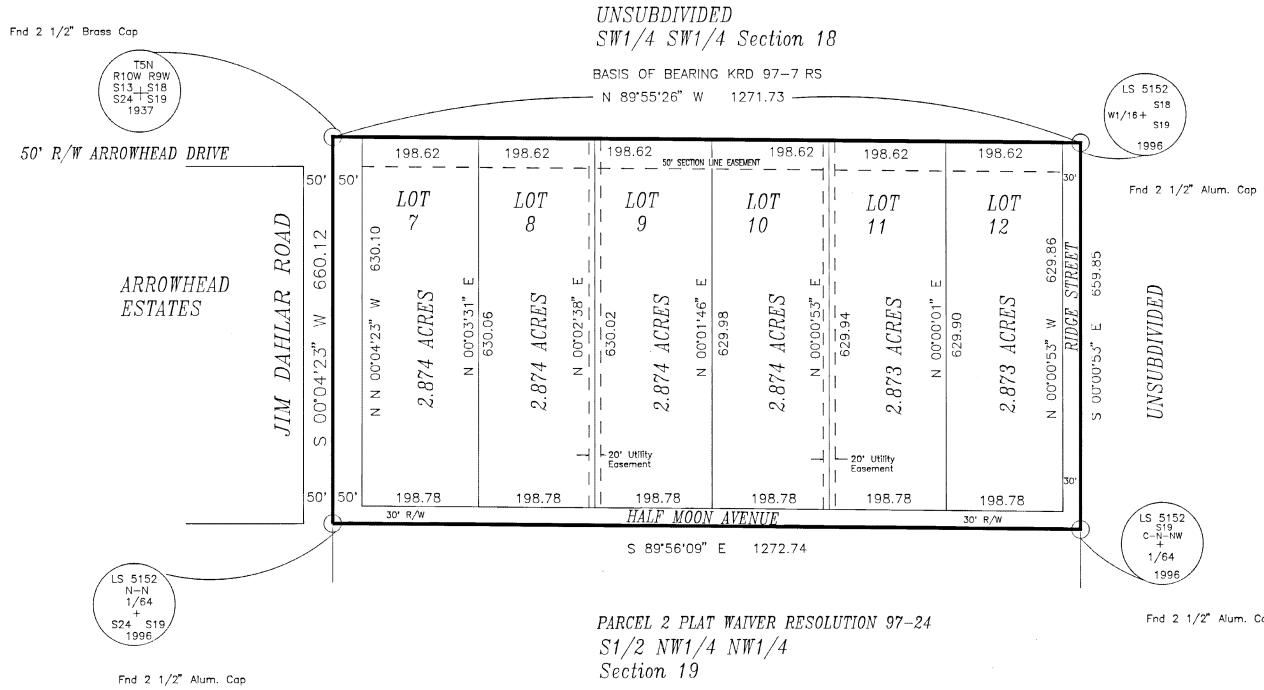 UNSUBDIVIDED
SW1/4 SW1/4 Section 18
BASIS OF BEARING KRD 97-7 RS
N 89°55'26" W 1271.73
Fnd 2 1/2" Brass Cap
T5N
R10W R9W
S13 S18
S24 S19
1937
LS 5152
S18
W1/16+
S19
1996
Fnd 2 1/2" Alum. Cap
50' R/W ARROWHEAD DRIVE
198.62 198.62 198.62 198.62 198.62 198.62
50' SECTION LINE EASEMENT
50' 50' 30'
LOT
7
LOT
8
LOT
9
LOT
10
LOT
11
LOT
12
ARROWHEAD
ESTATES
JIM DAHLAR ROAD
S 00°04'23" W 660.12
N N 00°04'23" W 630.10
2.874 ACRES
N 00°03'31" E
630.06
2.874 ACRES
N 00°02'38" E
630.02
2.874 ACRES
N 00°01'46" E
629.98
2.874 ACRES
N 00°00'53" E
629.94
2.873 ACRES
N 00°00'01" E
629.90
2.873 ACRES
N 00°00'53" W 629.86
RIDGE STREET
S 00°00'53" E 659.85
UNSUBDIVIDED
20' Utility
Easement
20' Utility
Easement
50' 50' 30'
198.78 198.78 198.78 198.78 198.78 198.78
30' R/W HALF MOON AVENUE 30' R/W
S 89°56'09" E 1272.74
LS 5152
N-N
1/64
+
S24 S19
1996
Fnd 2 1/2" Alum. Cap
LS 5152
S19
C-N-NW
+
1/64
1996
Fnd 2 1/2" Alum. Ca
PARCEL 2 PLAT WAIVER RESOLUTION 97-24
S1/2 NW1/4 NW1/4
Section 19